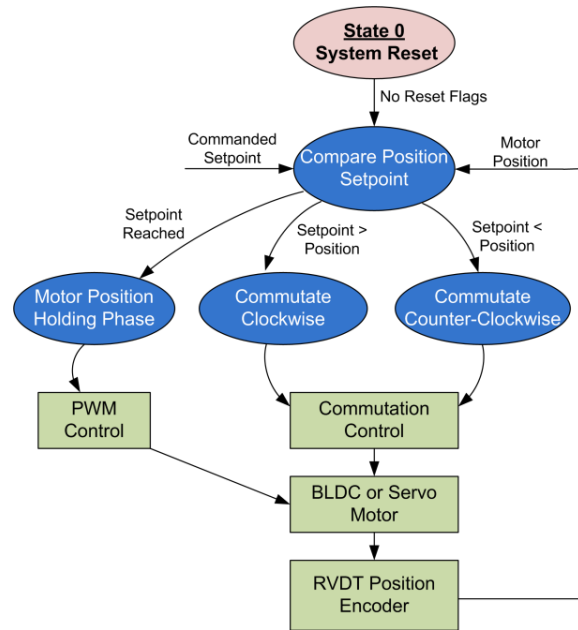 State 0
System Reset
No Reset Flags
Commanded
Setpoint
Compare Position
Setpoint
Motor
Position
Setpoint
Reached
Setpoint >
Position
Setpoint <
Position
Motor Position
Holding Phase
Commutate
Clockwise
Commutate
Counter-Clockwise
PWM
Control
Commutation
Control
BLDC or Servo
Motor
RVDT Position
Encoder